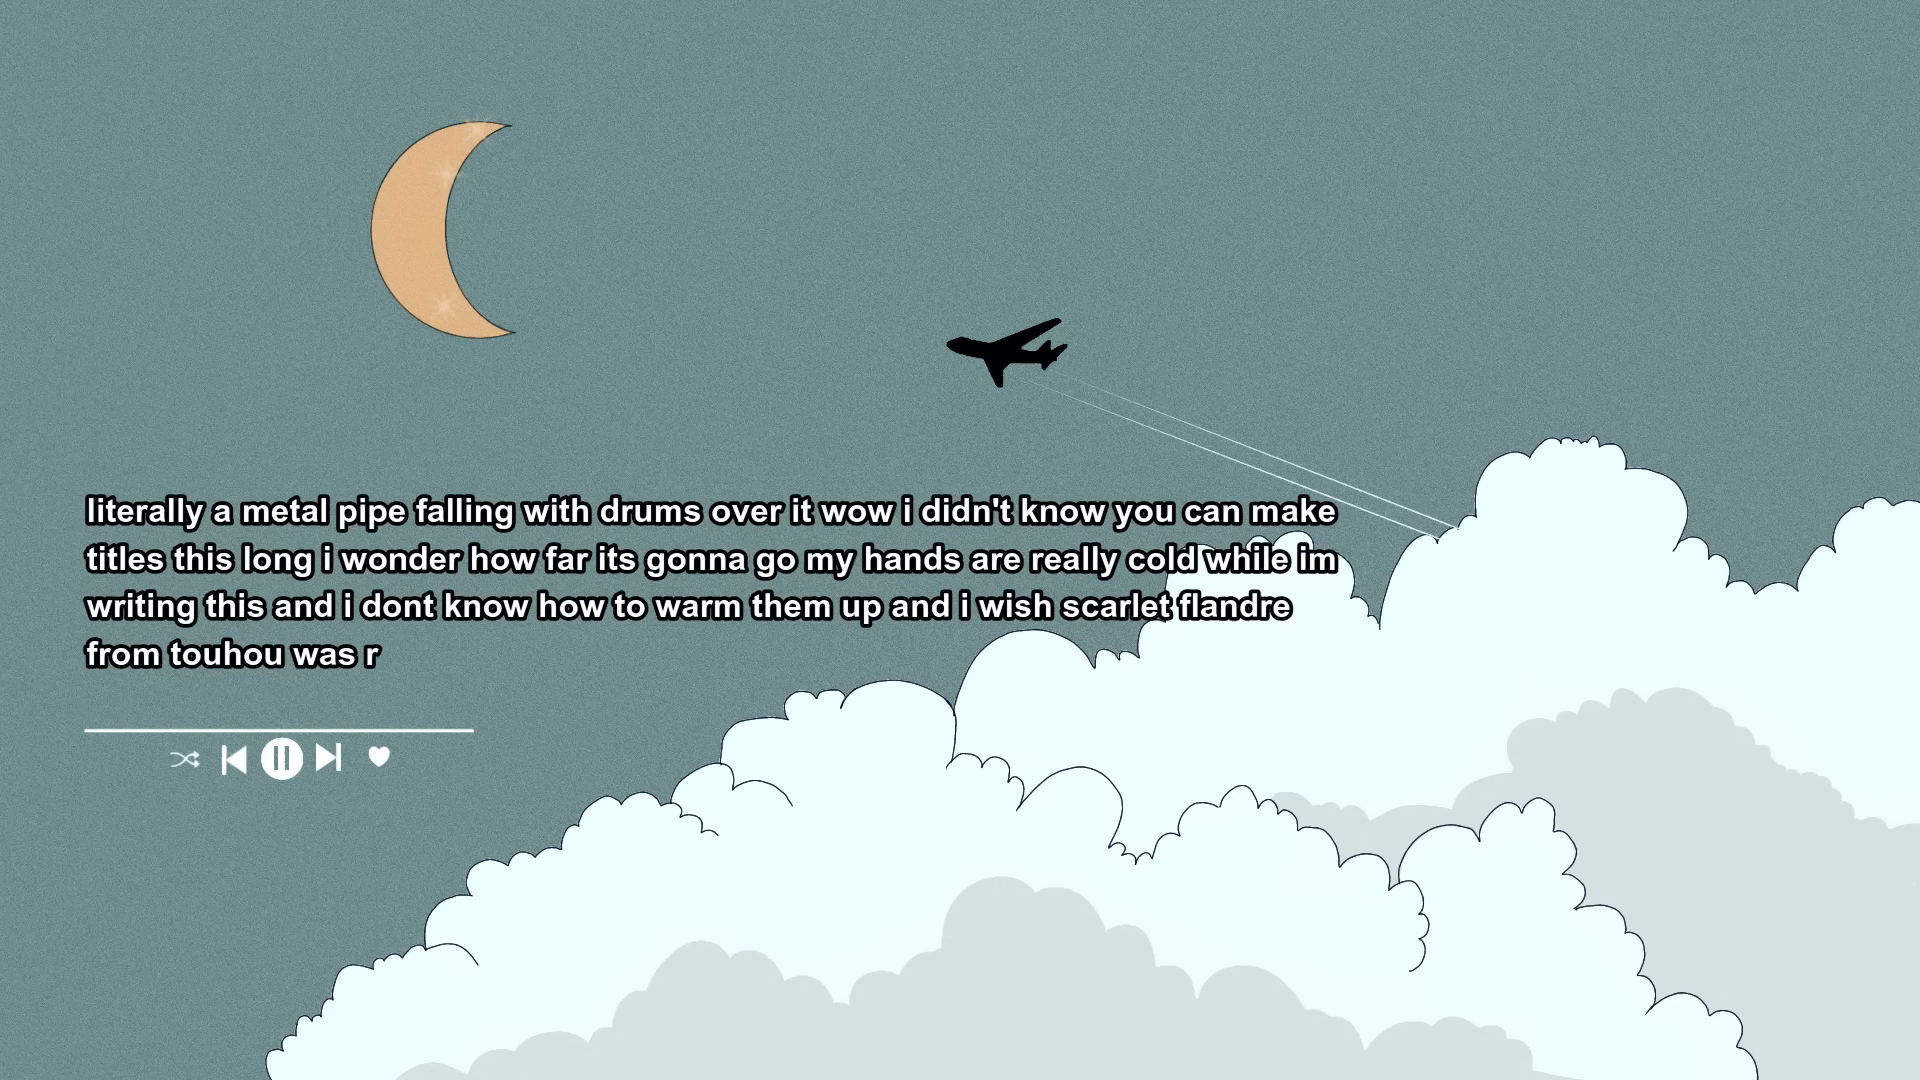 literally a metal pipe falling with drums over it wow i didn't know you can make
titles this long i wonder how far its gonna go my hands are really cold while im
writing this and i dont know how to warm them up and i wish scarlet flandre
from touhou was r